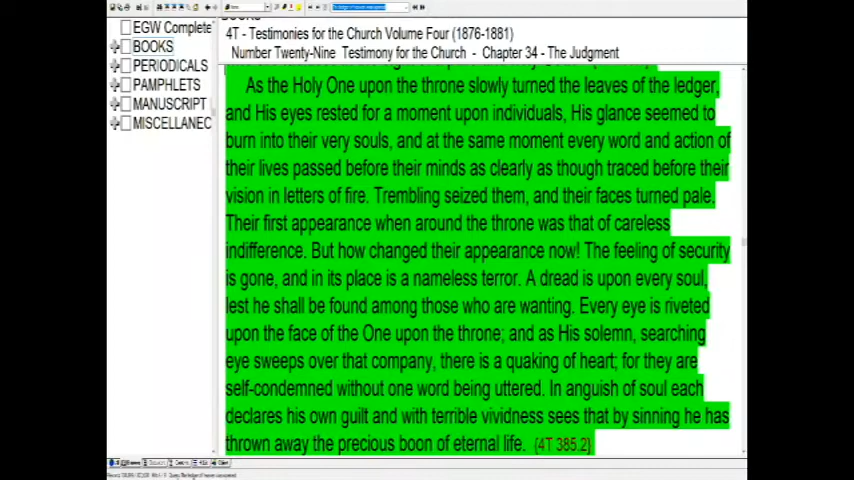 EGW Complete
BOOKS
PERIODICALS
PAMPHLETS
MANUSCRIPT
MISCELLANEC
4T - Testimonies for the Church Volume Four (1876-1881)
Number Twenty-Nine Testimony for the Church - Chapter 34 - The Judgment
As the Holy One upon the throne slowly turned the leaves of the ledger,
and His eyes rested for a moment upon individuals, His glance seemed to
burn into their very souls, and at the same moment every word and action of
their lives passed before their minds as clearly as though traced before their
vision in letters of fire. Trembling seized them, and their faces turned pale.
Their first appearance when around the throne was that of careless
indifference. But how changed their appearance now! The feeling of security
is gone, and in its place is a nameless terror. A dread is upon every soul,
lest he shall be found among those who are wanting. Every eye is riveted
upon the face of the One upon the throne; and as His solemn, searching
eye sweeps over that company, there is a quaking of heart; for they are
self-condemned without one word being uttered. In anguish of soul each
declares his own guilt and with terrible vividness sees that by sinning he has
thrown away the precious boon of eternal life. {4T 385.2}